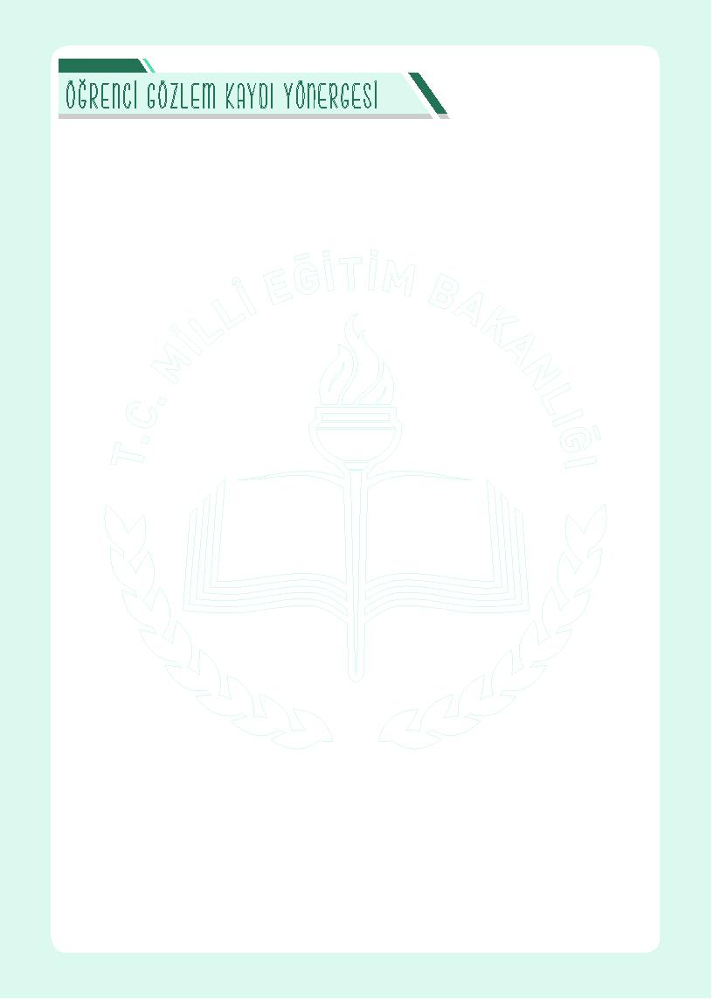 ÖĞRENCİ GÖZLEM KAYDI YÖNERGESİ
T.C. MİLLÎ EĞİTİM BAKANLIĞI